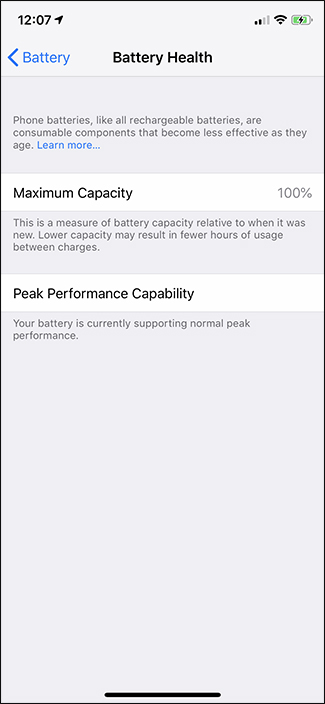 12:07
Battery
Battery Health
Phone batteries, like all rechargeable batteries, are
consumable components that become less effective as they
age. Learn more...
Maximum Capacity 100%
This is a measure of battery capacity relative to when it was
new. Lower capacity may result in fewer hours of usage
between charges.
Peak Performance Capability
Your battery is currently supporting normal peak
performance.